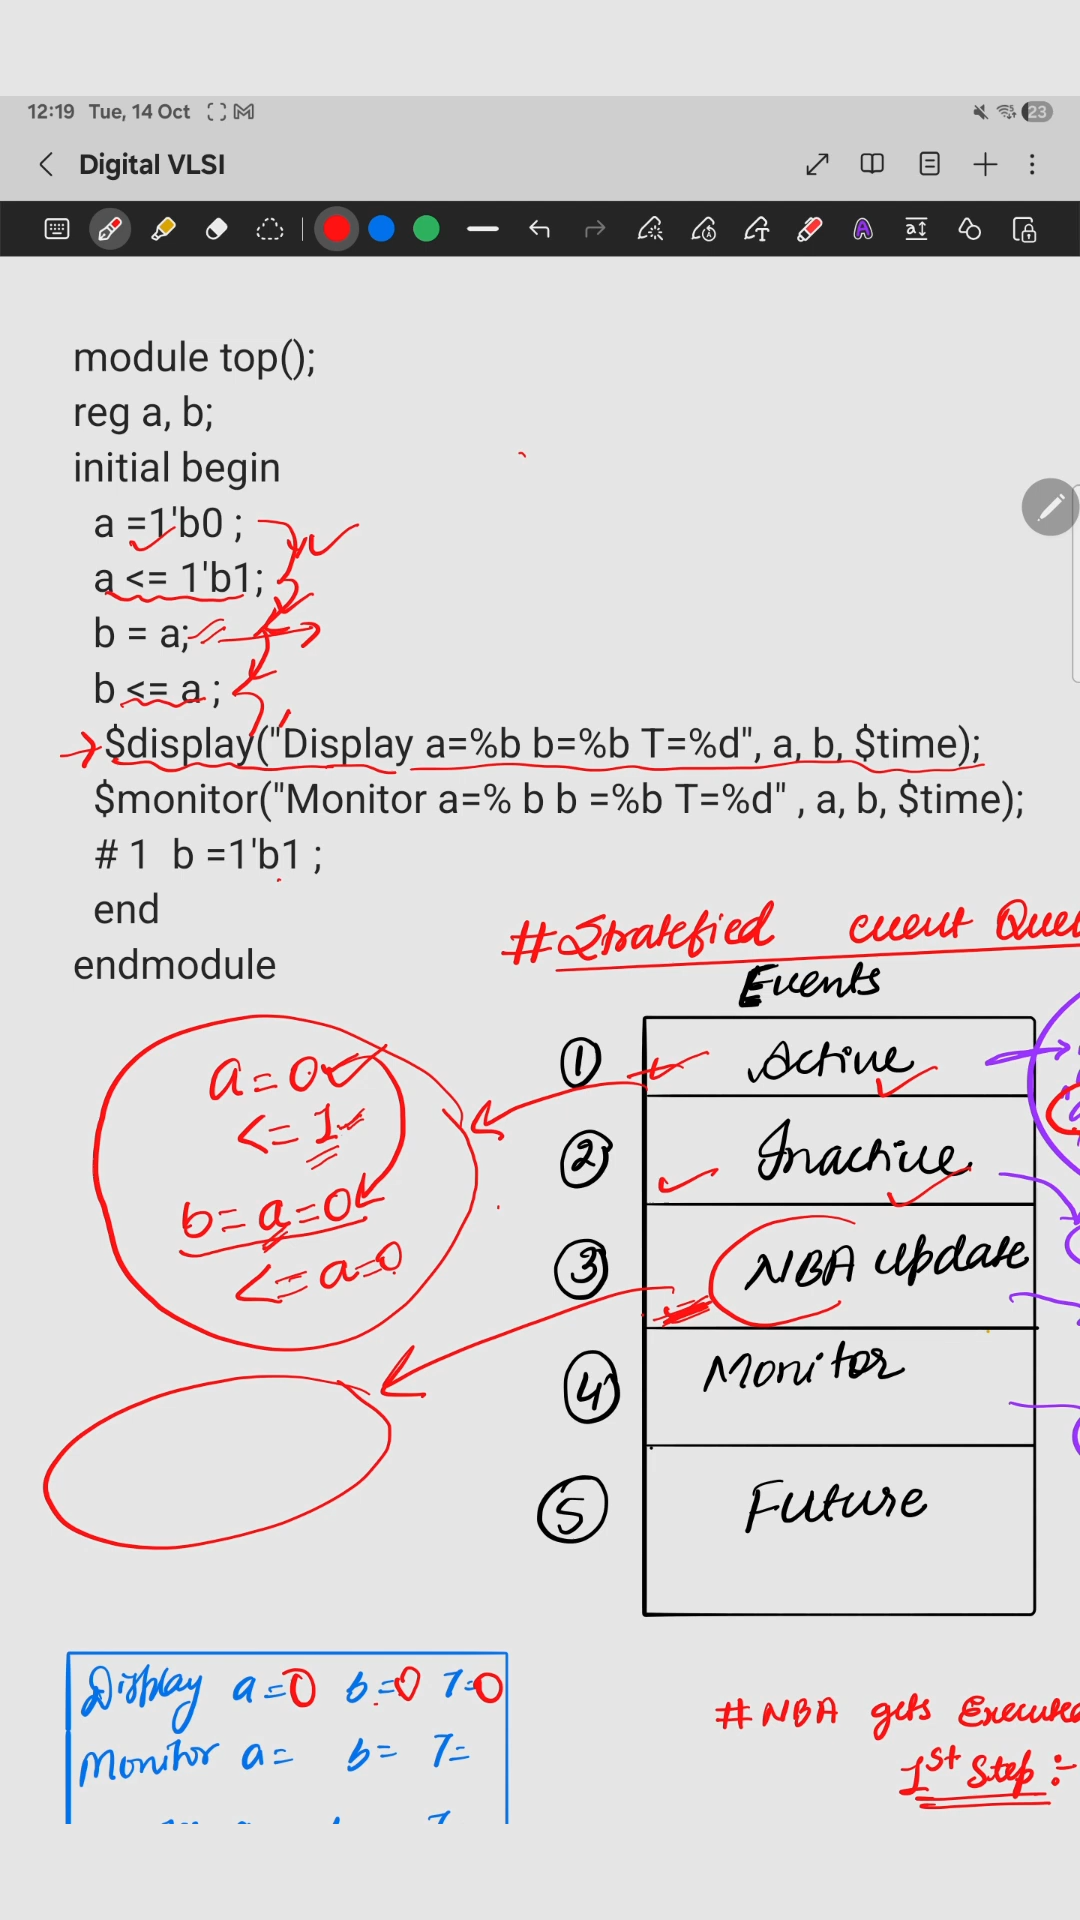 12:19 Tue, 14 Oct
23
Digital VLSI
module top();
reg a, b;
initial begin
a =1'b0 ;
a <= 1'b1;
b = a;
b <= a ;
$display("Display a=%b b=%b T=%d", a, b, $time);
$monitor("Monitor a=% b b =%b T=%d" , a, b, $time);
# 1 b =1'b1 ;
end
endmodule
#Stratefied event Que
Events
① Active
② Inactive
③ NBA update
④ Monitor
⑤ Future
a=0
<= 1
b=a=0
<=a=0
Display a=0 b=0 T=0
Monitor a= b= T=
# NBA gets Execute
1st Step :-